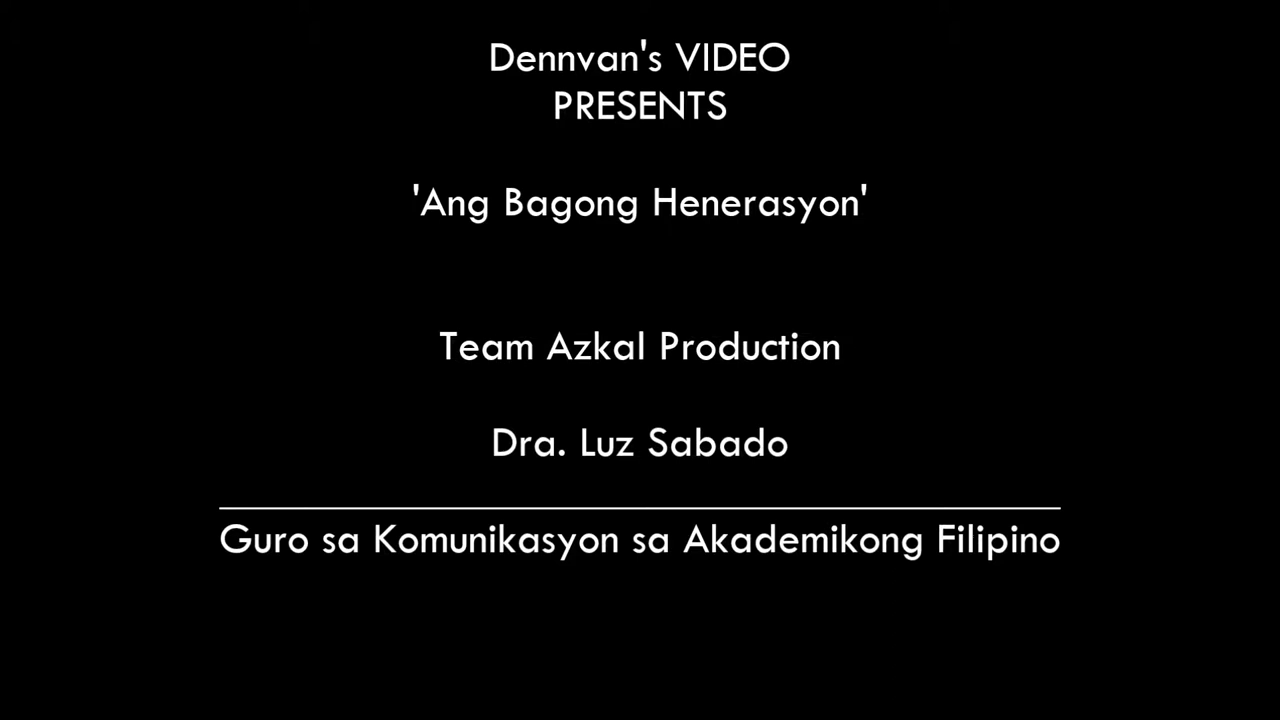 Dennvan's VIDEO
PRESENTS
'Ang Bagong Henerasyon'
Team Azkal Production
Dra. Luz Sabado
Guro sa Komunikasyon sa Akademikong Filipino